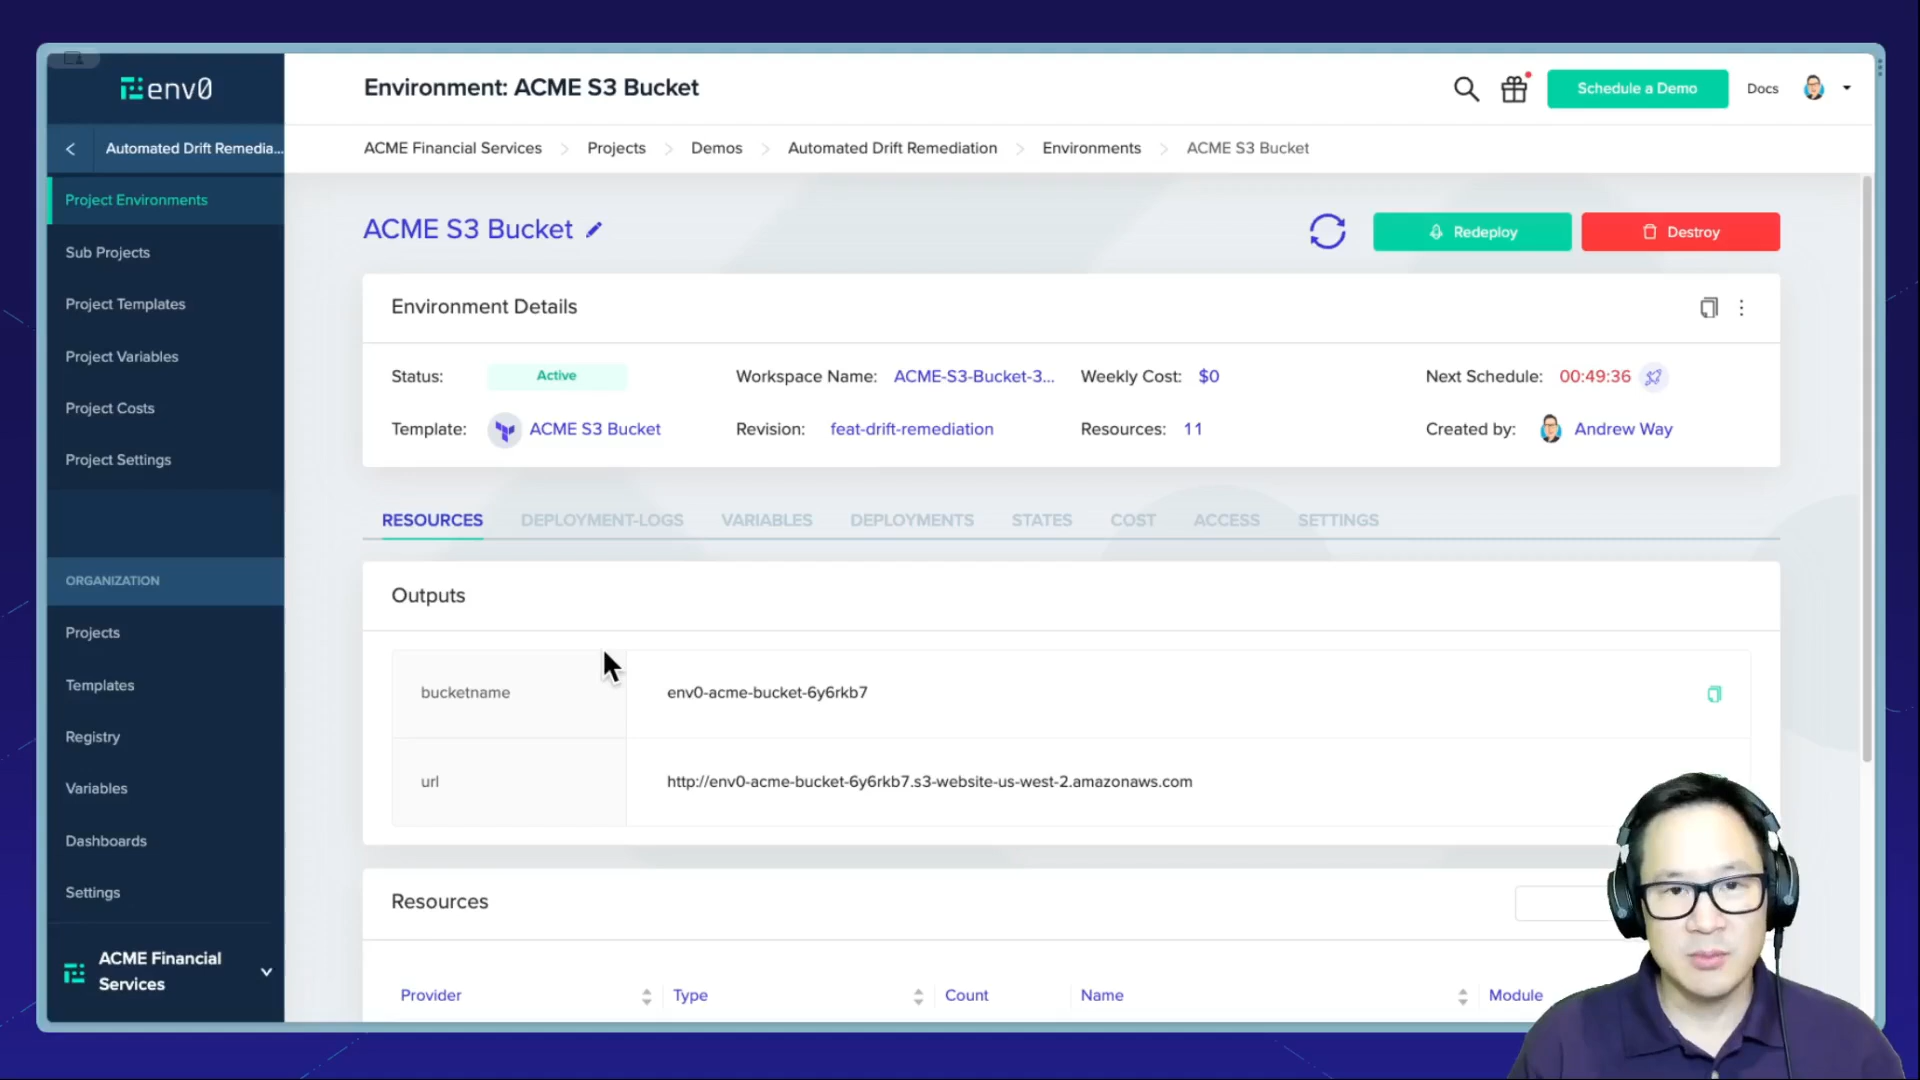 env0
Environment: ACME S3 Bucket
Schedule a Demo
Docs
Automated Drift Remedia...
ACME Financial Services
Projects
Demos
Automated Drift Remediation
Environments
ACME S3 Bucket
Project Environments
Sub Projects
Project Templates
Project Variables
Project Costs
Project Settings
ORGANIZATION
Projects
Templates
Registry
Variables
Dashboards
Settings
ACME Financial
Services
ACME S3 Bucket
Redeploy
Destroy
Environment Details
Status:
Active
Workspace Name:
ACME-S3-Bucket-3...
Weekly Cost:
$0
Next Schedule:
00:49:36
Template:
ACME S3 Bucket
Revision:
feat-drift-remediation
Resources:
11
Created by:
Andrew Way
RESOURCES
DEPLOYMENT-LOGS
VARIABLES
DEPLOYMENTS
STATES
COST
ACCESS
SETTINGS
Outputs
bucketname
env0-acme-bucket-6y6rkb7
url
http://env0-acme-bucket-6y6rkb7.s3-website-us-west-2.amazonaws.com
Resources
Provider
Type
Count
Name
Module